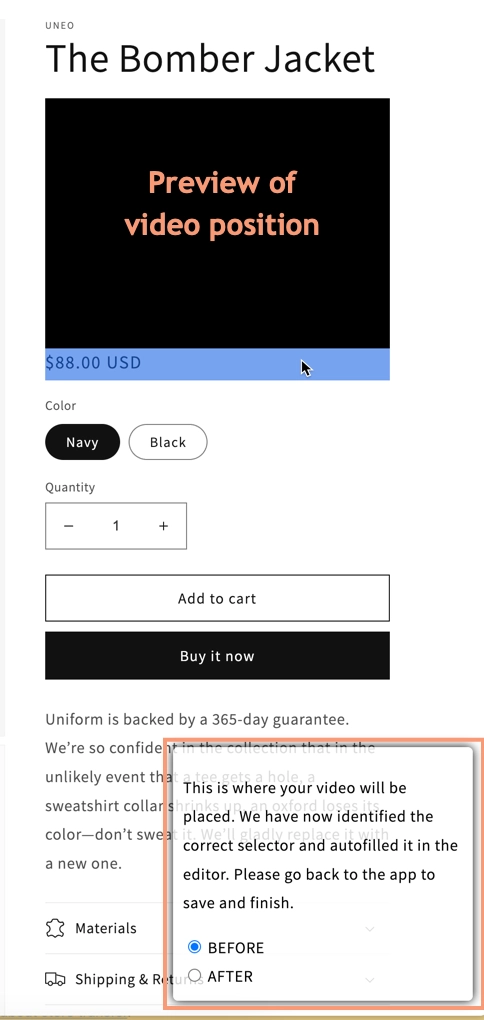 UNEO
The Bomber Jacket
Preview of
video position
$88.00 USD
Color
Navy
Black
Quantity
1
Add to cart
Buy it now
Uniform is backed by a 365-day guarantee.
We’re so confident in the collection that in the
unlikely event that a tee gets a hole, a
sweatshirt collar shrinks up, an oxford loses its
color—don’t sweat it. We’ll gladly replace it with
a new one.
Materials
Shipping & Returns
This is where your video will be
placed. We have now identified the
correct selector and autofilled it in the
editor. Please go back to the app to
save and finish.
BEFORE
AFTER